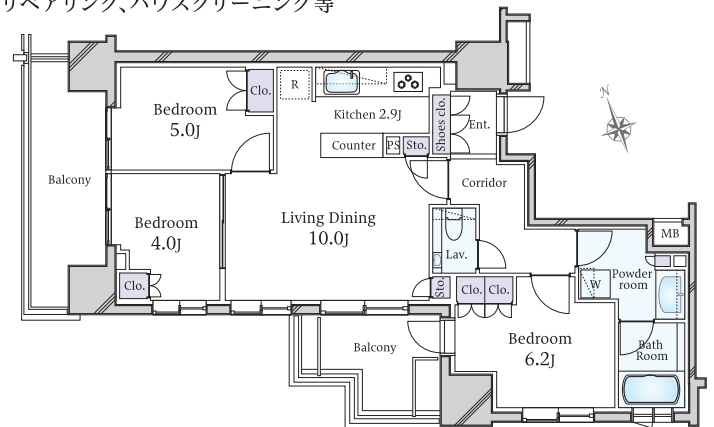 リペアリング、ハウスクリーニング等
N
Clo.
R
Bedroom
5.0J
Kitchen 2.9J
Shoes clo.
Ent.
Counter
PS
Sto.
Balcony
Corridor
Bedroom
4.0J
Living Dining
10.0J
Lav.
MB
Powder
room
W
Clo.
Sto.
Clo.
Clo.
Bedroom
6.2J
Balcony
Bath
Room